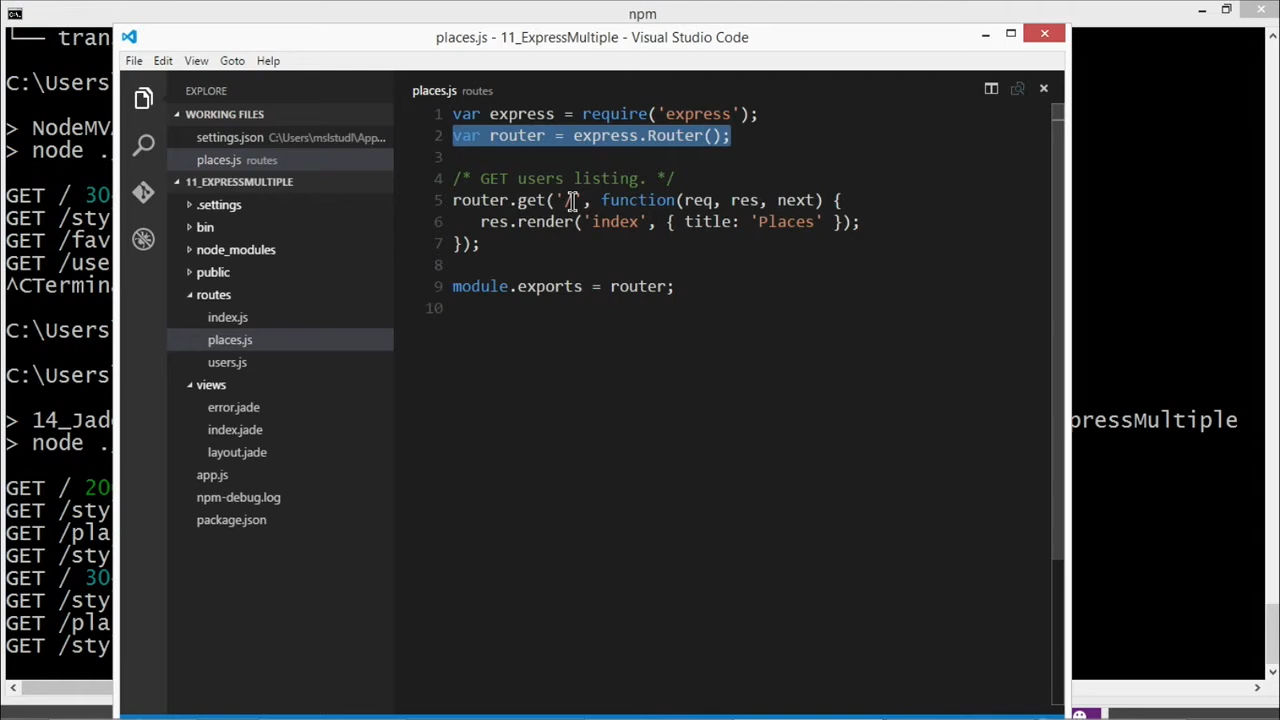 npm
places.js - 11_ExpressMultiple - Visual Studio Code
File Edit View Goto Help
EXPLORE
WORKING FILES
settings.json C:\Users\mslstudl\App...
places.js routes
11_EXPRESSMULTIPLE
.settings
bin
node_modules
public
routes
index.js
places.js
users.js
views
error.jade
index.jade
layout.jade
app.js
npm-debug.log
package.json
places.js routes
1 var express = require('express');
2 var router = express.Router();
3
4 /* GET users listing. */
5 router.get('/', function(req, res, next) {
6 res.render('index', { title: 'Places' });
7 });
8
9 module.exports = router;
10
tran
C:\Users\
> NodeMVA
> node .
GET / 30
GET /sty
GET /fav
GET /use
^CTermina
C:\Users\
C:\Users\
> 14_Jade pressMultiple
> node .
GET / 20
GET /sty
GET /pla
GET /sty
GET / 30
GET /sty
GET /pla
GET /sty